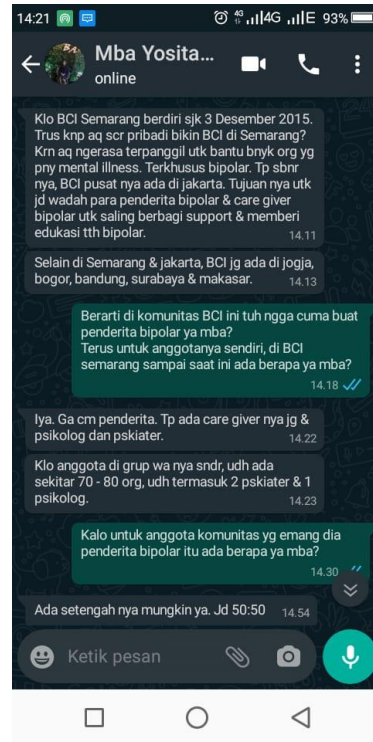 14:21 4G 4G E 93%
Mba Yosita...
online
Klo BCI Semarang berdiri sjk 3 Desember 2015.
Trus knp aq scr pribadi bikin BCI di Semarang?
Krn aq ngerasa terpanggil utk bantu bnyk org yg
pny mental illness. Terkhusus bipolar. Tp sbnr
nya, BCI pusat nya ada di jakarta. Tujuan nya utk
jd wadah para penderita bipolar & care giver
bipolar utk saling berbagi support & memberi
edukasi tth bipolar.
14.11
Selain di Semarang & jakarta, BCI jg ada di jogja,
bogor, bandung, surabaya & makasar.
14.13
Berarti di komunitas BCI ini tuh ngga cuma buat
penderita bipolar ya mba?
Terus untuk anggotanya sendiri, di BCI
semarang sampai saat ini ada berapa ya mba?
14.18
Iya. Ga cm penderita. Tp ada care giver nya jg &
psikolog dan pskiater.
14.22
Klo anggota di grup wa nya sndr, udh ada
sekitar 70 - 80 org, udh termasuk 2 pskiater & 1
psikolog.
14.23
Kalo untuk anggota komunitas yg emang dia
penderita bipolar itu ada berapa ya mba?
14.30
Ada setengah nya mungkin ya. Jd 50:50 14.54
Ketik pesan